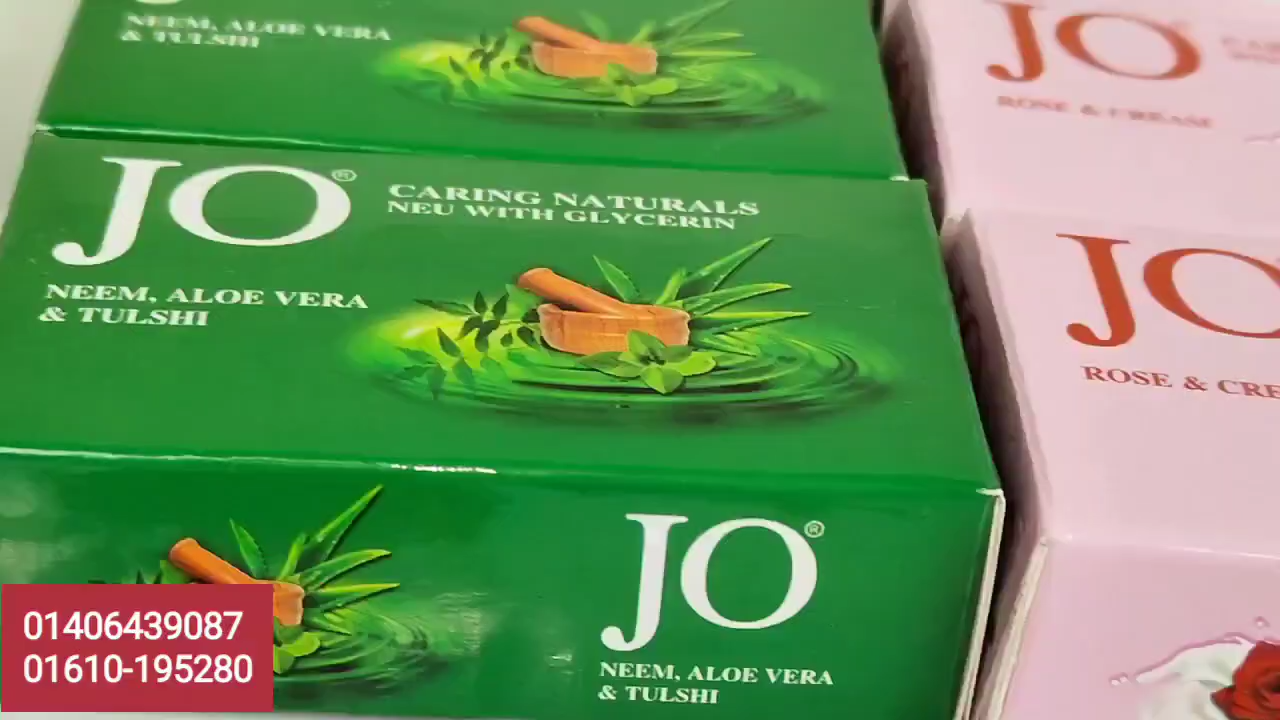 NEEM, ALOE VERA
& TULSHI
JO
ROSE & CREASE
JO®
CARING NATURALS
NEU WITH GLYCERIN
NEEM, ALOE VERA
& TULSHI
JO
ROSE & CRE
JO®
NEEM, ALOE VERA
& TULSHI
01406439087
01610-195280